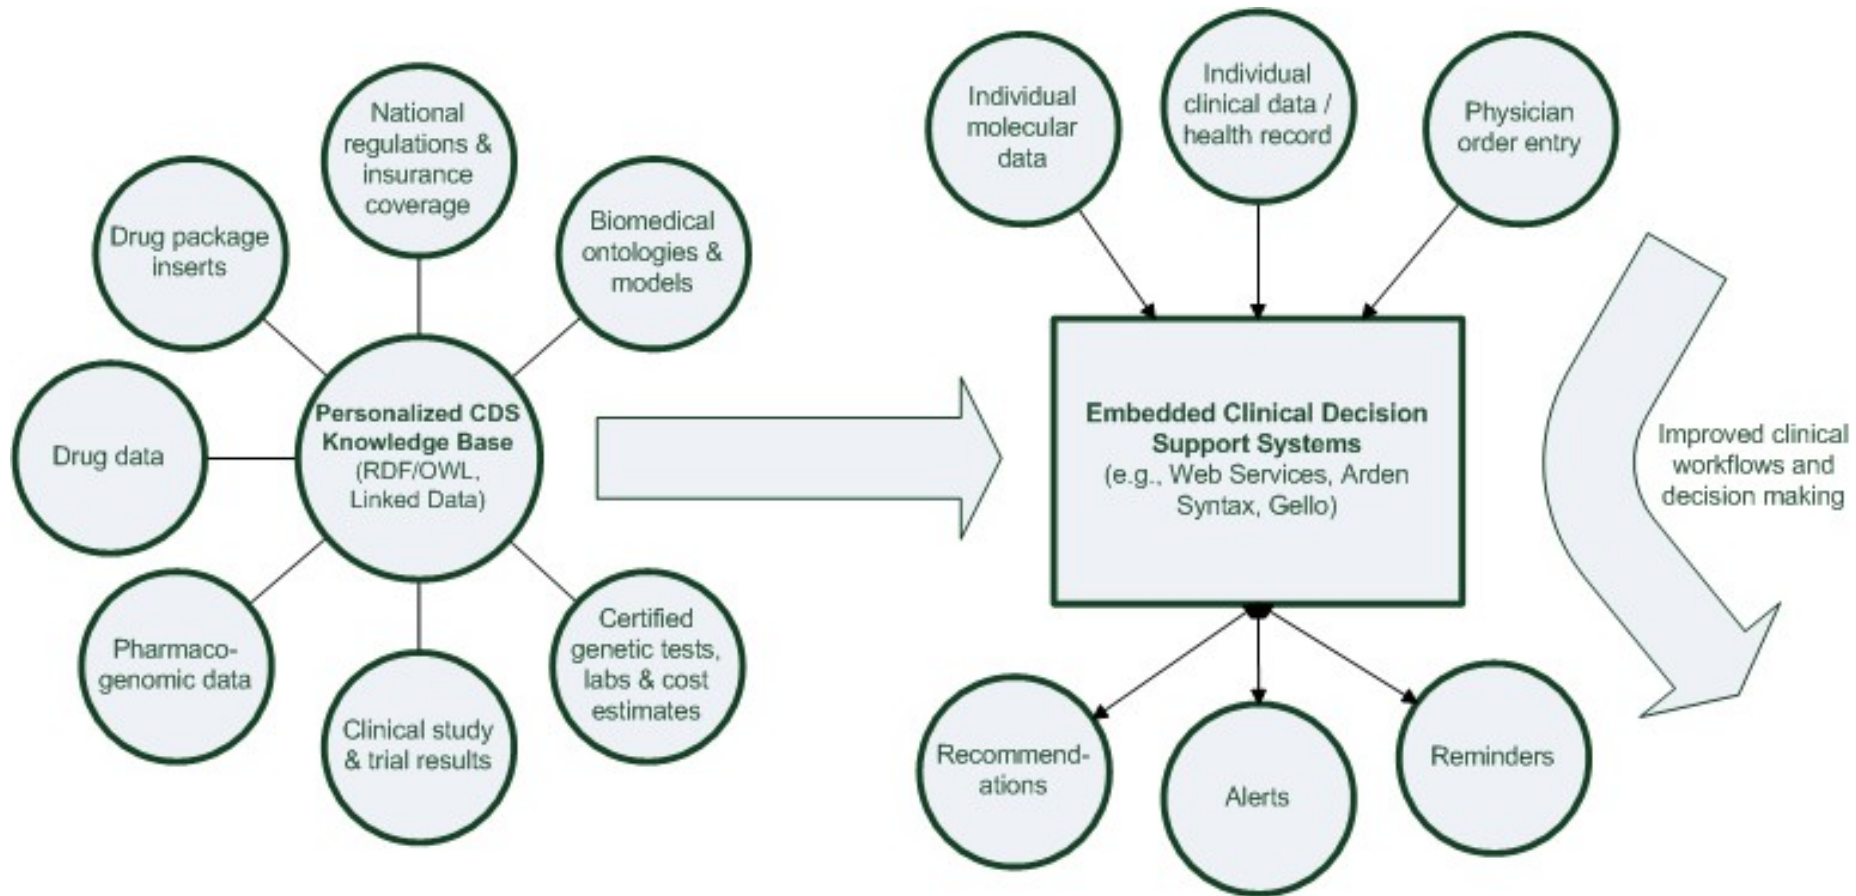 National
regulations &
insurance
coverage
Drug package
inserts
Biomedical
ontologies &
models
Drug data
Personalized CDS
Knowledge Base
(RDF/OWL,
Linked Data)
Pharmaco-
genomic data
Clinical study
& trial results
Certified
genetic tests,
labs & cost
estimates
Individual
molecular
data
Individual
clinical data /
health record
Physician
order entry
Embedded Clinical Decision
Support Systems
(e.g., Web Services, Arden
Syntax, Gello)
Improved clinical
workflows and
decision making
Recommend-
ations
Alerts
Reminders